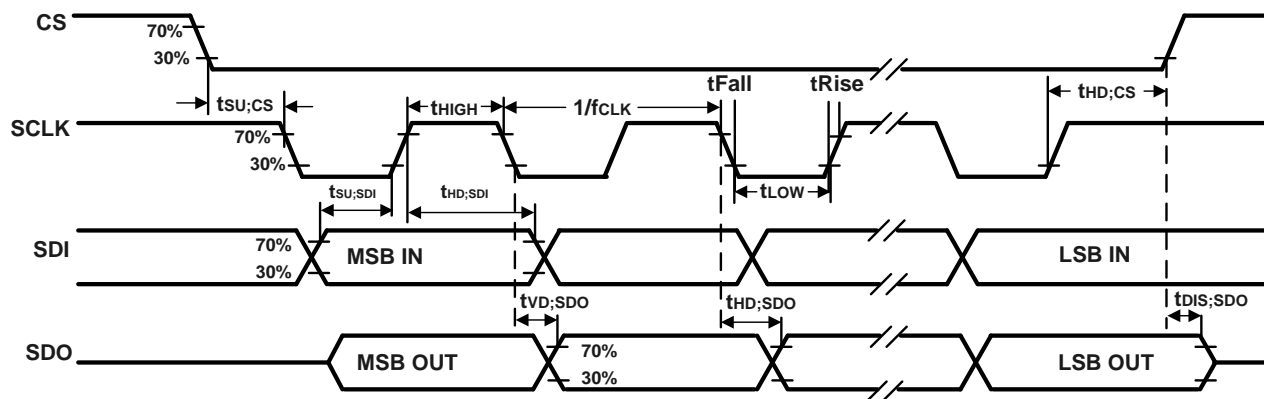 CS
70%
30%
tFall
tRise
tSU;CS
tHIGH
1/fCLK
tHD;CS
SCLK
70%
30%
tSU;SDI
tHD;SDI
tLOW
SDI
70%
30%
MSB IN
LSB IN
tVD;SDO
tHD;SDO
tDIS;SDO
SDO
MSB OUT
70%
30%
LSB OUT